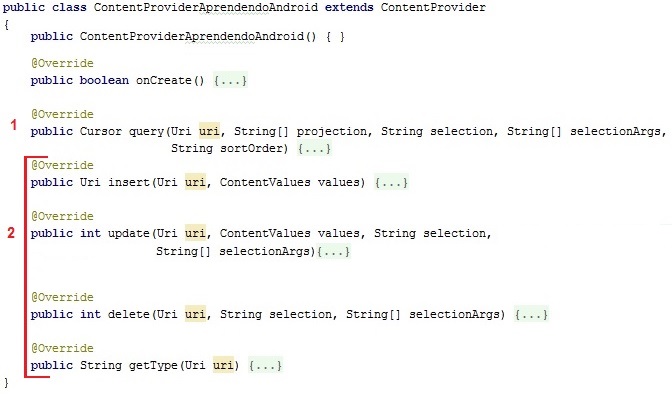 public class ContentProviderAprendendoAndroid extends ContentProvider
{
public ContentProviderAprendendoAndroid() { }
@Override
public boolean onCreate() {...}
@Override
1
public Cursor query(Uri uri, String[] projection, String selection, String[] selectionArgs,
String sortOrder) {...}
@Override
public Uri insert(Uri uri, ContentValues values) {...}
@Override
2
public int update(Uri uri, ContentValues values, String selection,
String[] selectionArgs){...}
@Override
public int delete(Uri uri, String selection, String[] selectionArgs) {...}
@Override
public String getType(Uri uri) {...}
}